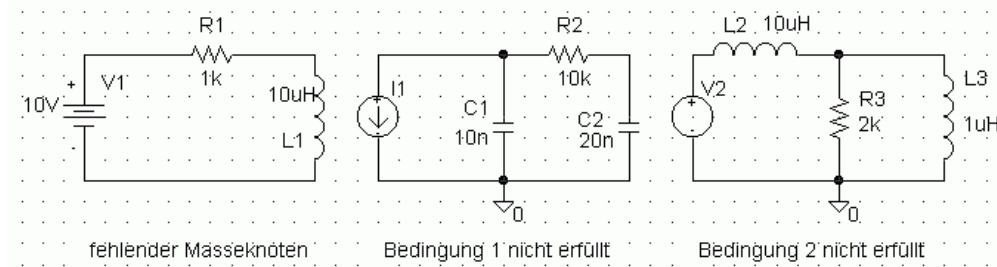 R1
1k
V1
+
10V
-
10uH
L1
fehlender Masseknoten
R2
10k
I1
+
C1
10n
C2
20n
0
Bedingung 1 nicht erfüllt
L2 10uH
V2
+
-
R3
2k
L3
1uH
0
Bedingung 2 nicht erfüllt